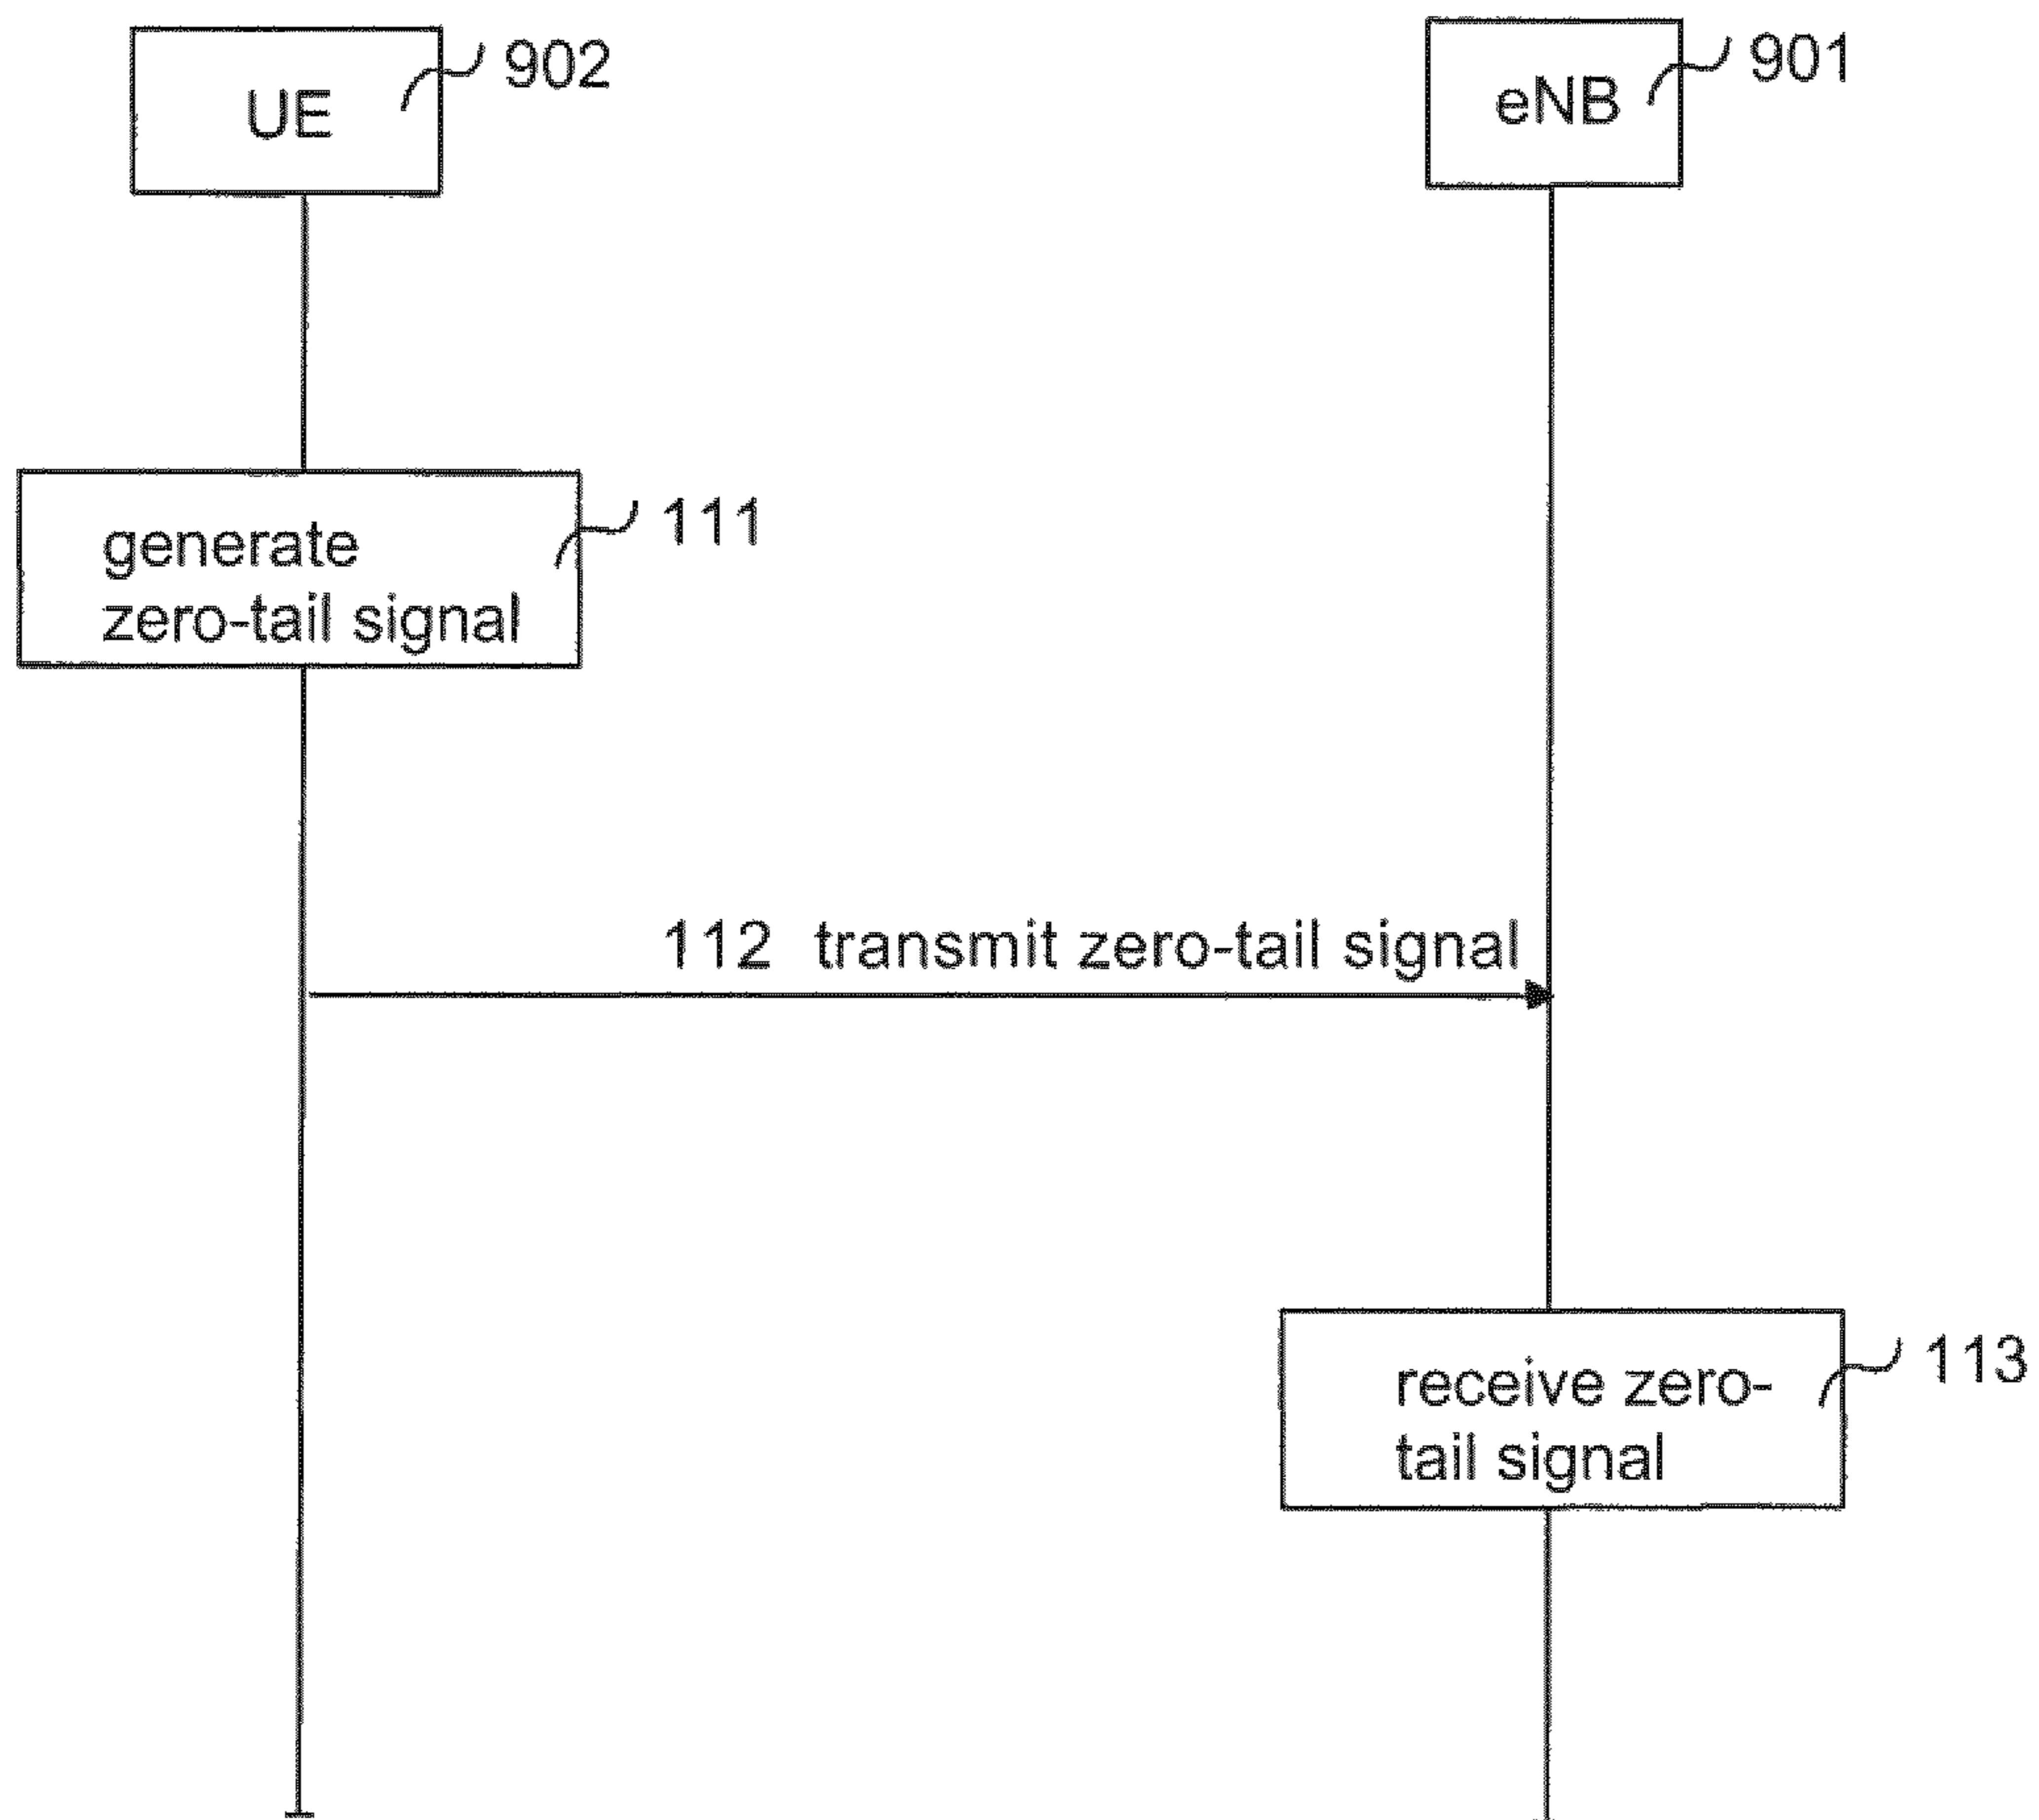 UE
902
eNB
901
generate
zero-tail signal
111
112 transmit zero-tail signal
receive zero-
tail signal
113